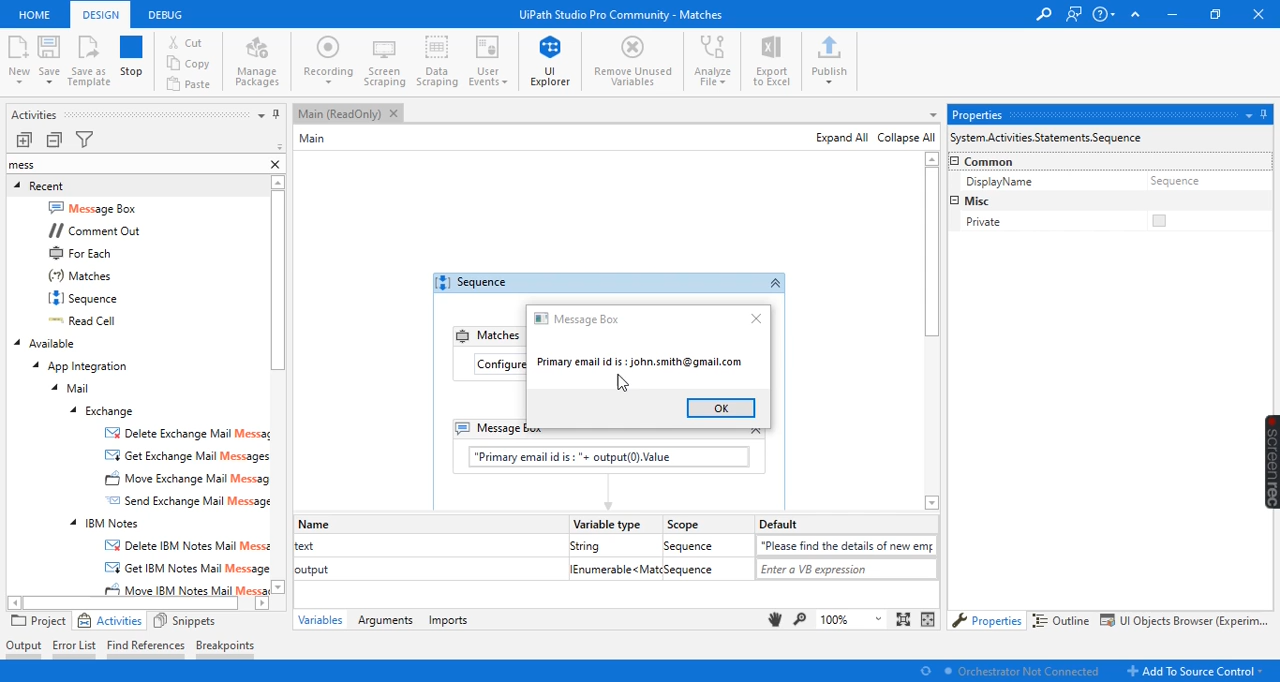 HOME
DESIGN
DEBUG
UiPath Studio Pro Community - Matches
New
Save
Save as
Template
Stop
Cut
Copy
Paste
Manage
Packages
Recording
Screen
Scraping
Data
Scraping
User
Events
UI
Explorer
Remove Unused
Variables
Analyze
File
Export
to Excel
Publish
Activities
mess
Recent
Message Box
Comment Out
For Each
Matches
Sequence
Read Cell
Available
App Integration
Mail
Exchange
Delete Exchange Mail Messag
Get Exchange Mail Messages
Move Exchange Mail Messag
Send Exchange Mail Message
IBM Notes
Delete IBM Notes Mail Messa
Get IBM Notes Mail Message
Move IBM Notes Mail Messa
Project
Activities
Snippets
Main (ReadOnly)
Main
Expand All Collapse All
Sequence
Matches
Configure
Message Box
Primary email id is : john.smith@gmail.com
OK
Message Box
"Primary email id is : "+ output(0).Value
Name Variable type Scope Default
text String Sequence "Please find the details of new emp
output IEnumerable<Matc Sequence Enter a VB expression
Variables Arguments Imports
100%
Properties
System.Activities.Statements.Sequence
Common
DisplayName Sequence
Misc
Private
Properties Outline UI Objects Browser (Experim...
screenrec
Output Error List Find References Breakpoints
Orchestrator Not Connected
Add To Source Control